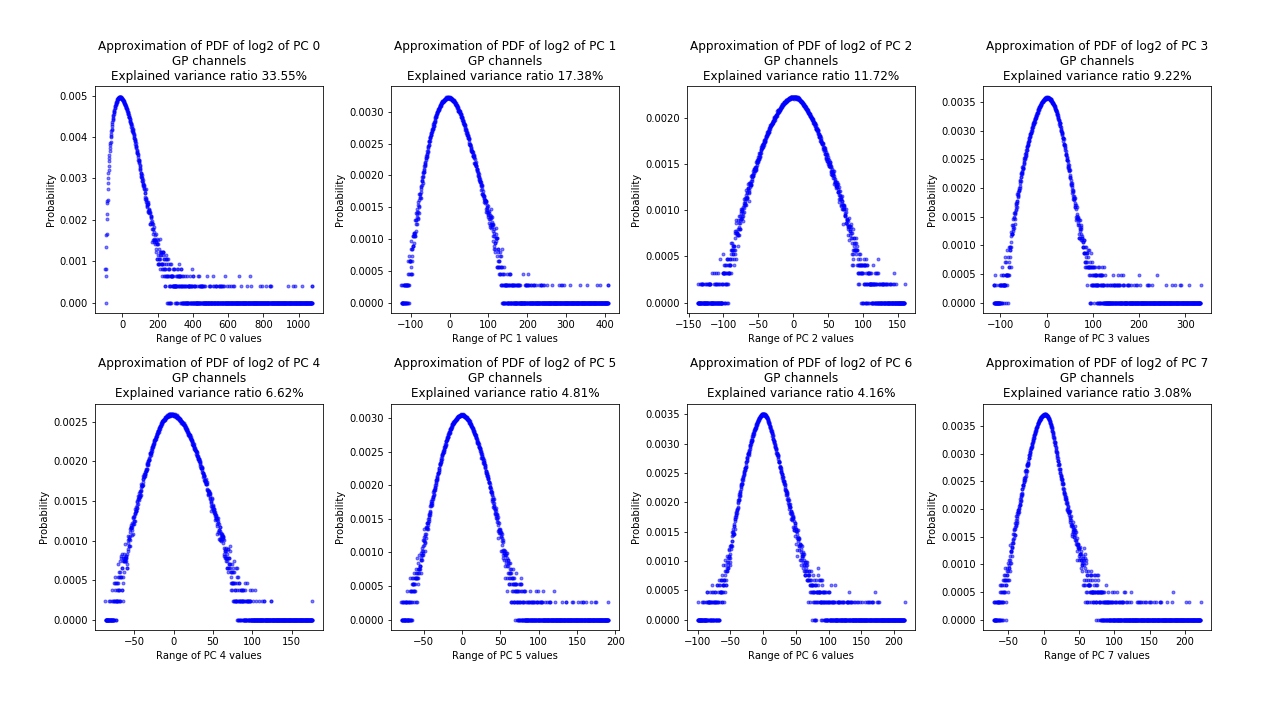 Approximation of PDF of log2 of PC 0
GP channels
Explained variance ratio 33.55%
0.005
0.004
0.003
0.002
0.001
0.000
Probability
0 200 400 600 800 1000
Range of PC 0 values
Approximation of PDF of log2 of PC 1
GP channels
Explained variance ratio 17.38%
0.0030
0.0025
0.0020
0.0015
0.0010
0.0005
0.0000
Probability
−100 0 100 200 300 400
Range of PC 1 values
Approximation of PDF of log2 of PC 2
GP channels
Explained variance ratio 11.72%
0.0020
0.0015
0.0010
0.0005
0.0000
Probability
−150 −100 −50 0 50 100 150
Range of PC 2 values
Approximation of PDF of log2 of PC 3
GP channels
Explained variance ratio 9.22%
0.0035
0.0030
0.0025
0.0020
0.0015
0.0010
0.0005
0.0000
Probability
−100 0 100 200 300
Range of PC 3 values
Approximation of PDF of log2 of PC 4
GP channels
Explained variance ratio 6.62%
0.0025
0.0020
0.0015
0.0010
0.0005
0.0000
Probability
−50 0 50 100 150
Range of PC 4 values
Approximation of PDF of log2 of PC 5
GP channels
Explained variance ratio 4.81%
0.0030
0.0025
0.0020
0.0015
0.0010
0.0005
0.0000
Probability
−50 0 50 100 150 200
Range of PC 5 values
Approximation of PDF of log2 of PC 6
GP channels
Explained variance ratio 4.16%
0.0035
0.0030
0.0025
0.0020
0.0015
0.0010
0.0005
0.0000
Probability
−100 −50 0 50 100 150 200
Range of PC 6 values
Approximation of PDF of log2 of PC 7
GP channels
Explained variance ratio 3.08%
0.0035
0.0030
0.0025
0.0020
0.0015
0.0010
0.0005
0.0000
Probability
−50 0 50 100 150 200
Range of PC 7 values